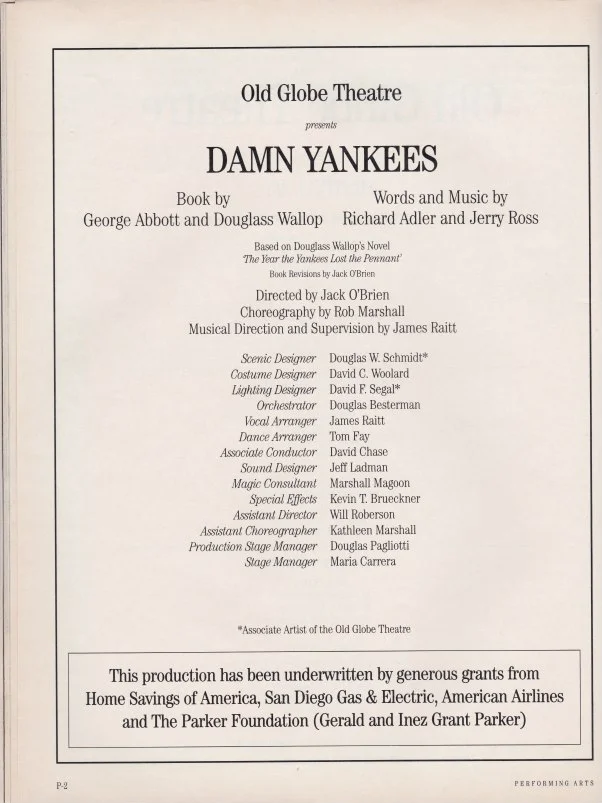 Old Globe Theatre
presents
DAMN YANKEES
Book by
George Abbott and Douglass Wallop
Words and Music by
Richard Adler and Jerry Ross
Based on Douglass Wallop's Novel
'The Year the Yankees Lost the Pennant'
Book Revisions by Jack O'Brien
Directed by Jack O'Brien
Choreography by Rob Marshall
Musical Direction and Supervision by James Raitt
Scenic Designer Douglas W. Schmidt*
Costume Designer David C. Woolard
Lighting Designer David F. Segal*
Orchestrator Douglas Besterman
Vocal Arranger James Raitt
Dance Arranger Tom Fay
Associate Conductor David Chase
Sound Designer Jeff Ladman
Magic Consultant Marshall Magoon
Special Effects Kevin T. Brueckner
Assistant Director Will Roberson
Assistant Choreographer Kathleen Marshall
Production Stage Manager Douglas Pagliotti
Stage Manager Maria Carrera
*Associate Artist of the Old Globe Theatre
This production has been underwritten by generous grants from
Home Savings of America, San Diego Gas & Electric, American Airlines
and The Parker Foundation (Gerald and Inez Grant Parker)
P-2
PERFORMING ARTS